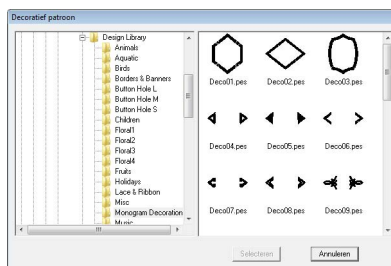 Decoratief patroon
Design Library
Animals
Aquatic
Birds
Borders & Banners
Button Hole L
Button Hole M
Button Hole S
Children
Floral1
Floral2
Floral3
Floral4
Fruits
Holidays
Lace & Ribbon
Misc
Monogram Decoration
Music
Deco01.pes Deco02.pes Deco03.pes
Deco04.pes Deco05.pes Deco06.pes
Deco07.pes Deco08.pes Deco09.pes
Selecteren Annuleren